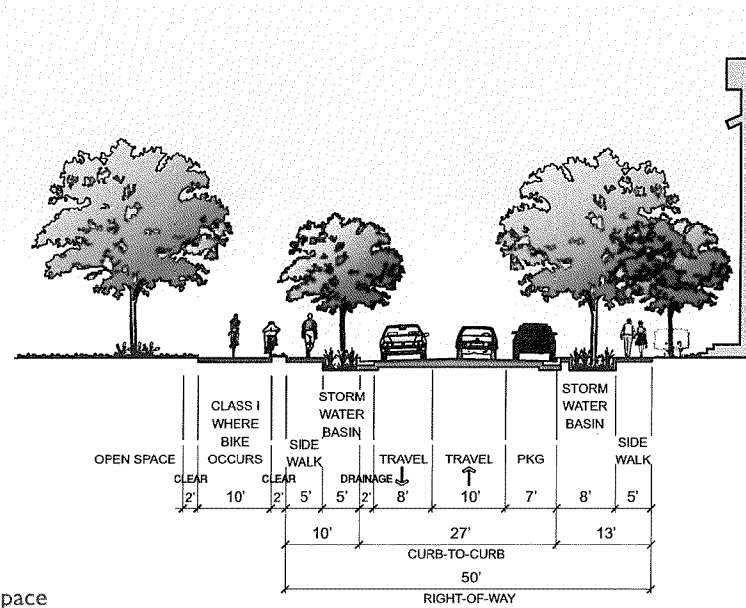 OPEN SPACE
CLEAR
2'
CLASS I
WHERE
BIKE
OCCURS
10'
CLEAR
2'
SIDE
WALK
5'
STORM
WATER
BASIN
5'
DRAINAGE
2'
TRAVEL
8'
TRAVEL
10'
PKG
7'
STORM
WATER
BASIN
8'
SIDE
WALK
5'
10'
27'
13'
CURB-TO-CURB
50'
RIGHT-OF-WAY
pace